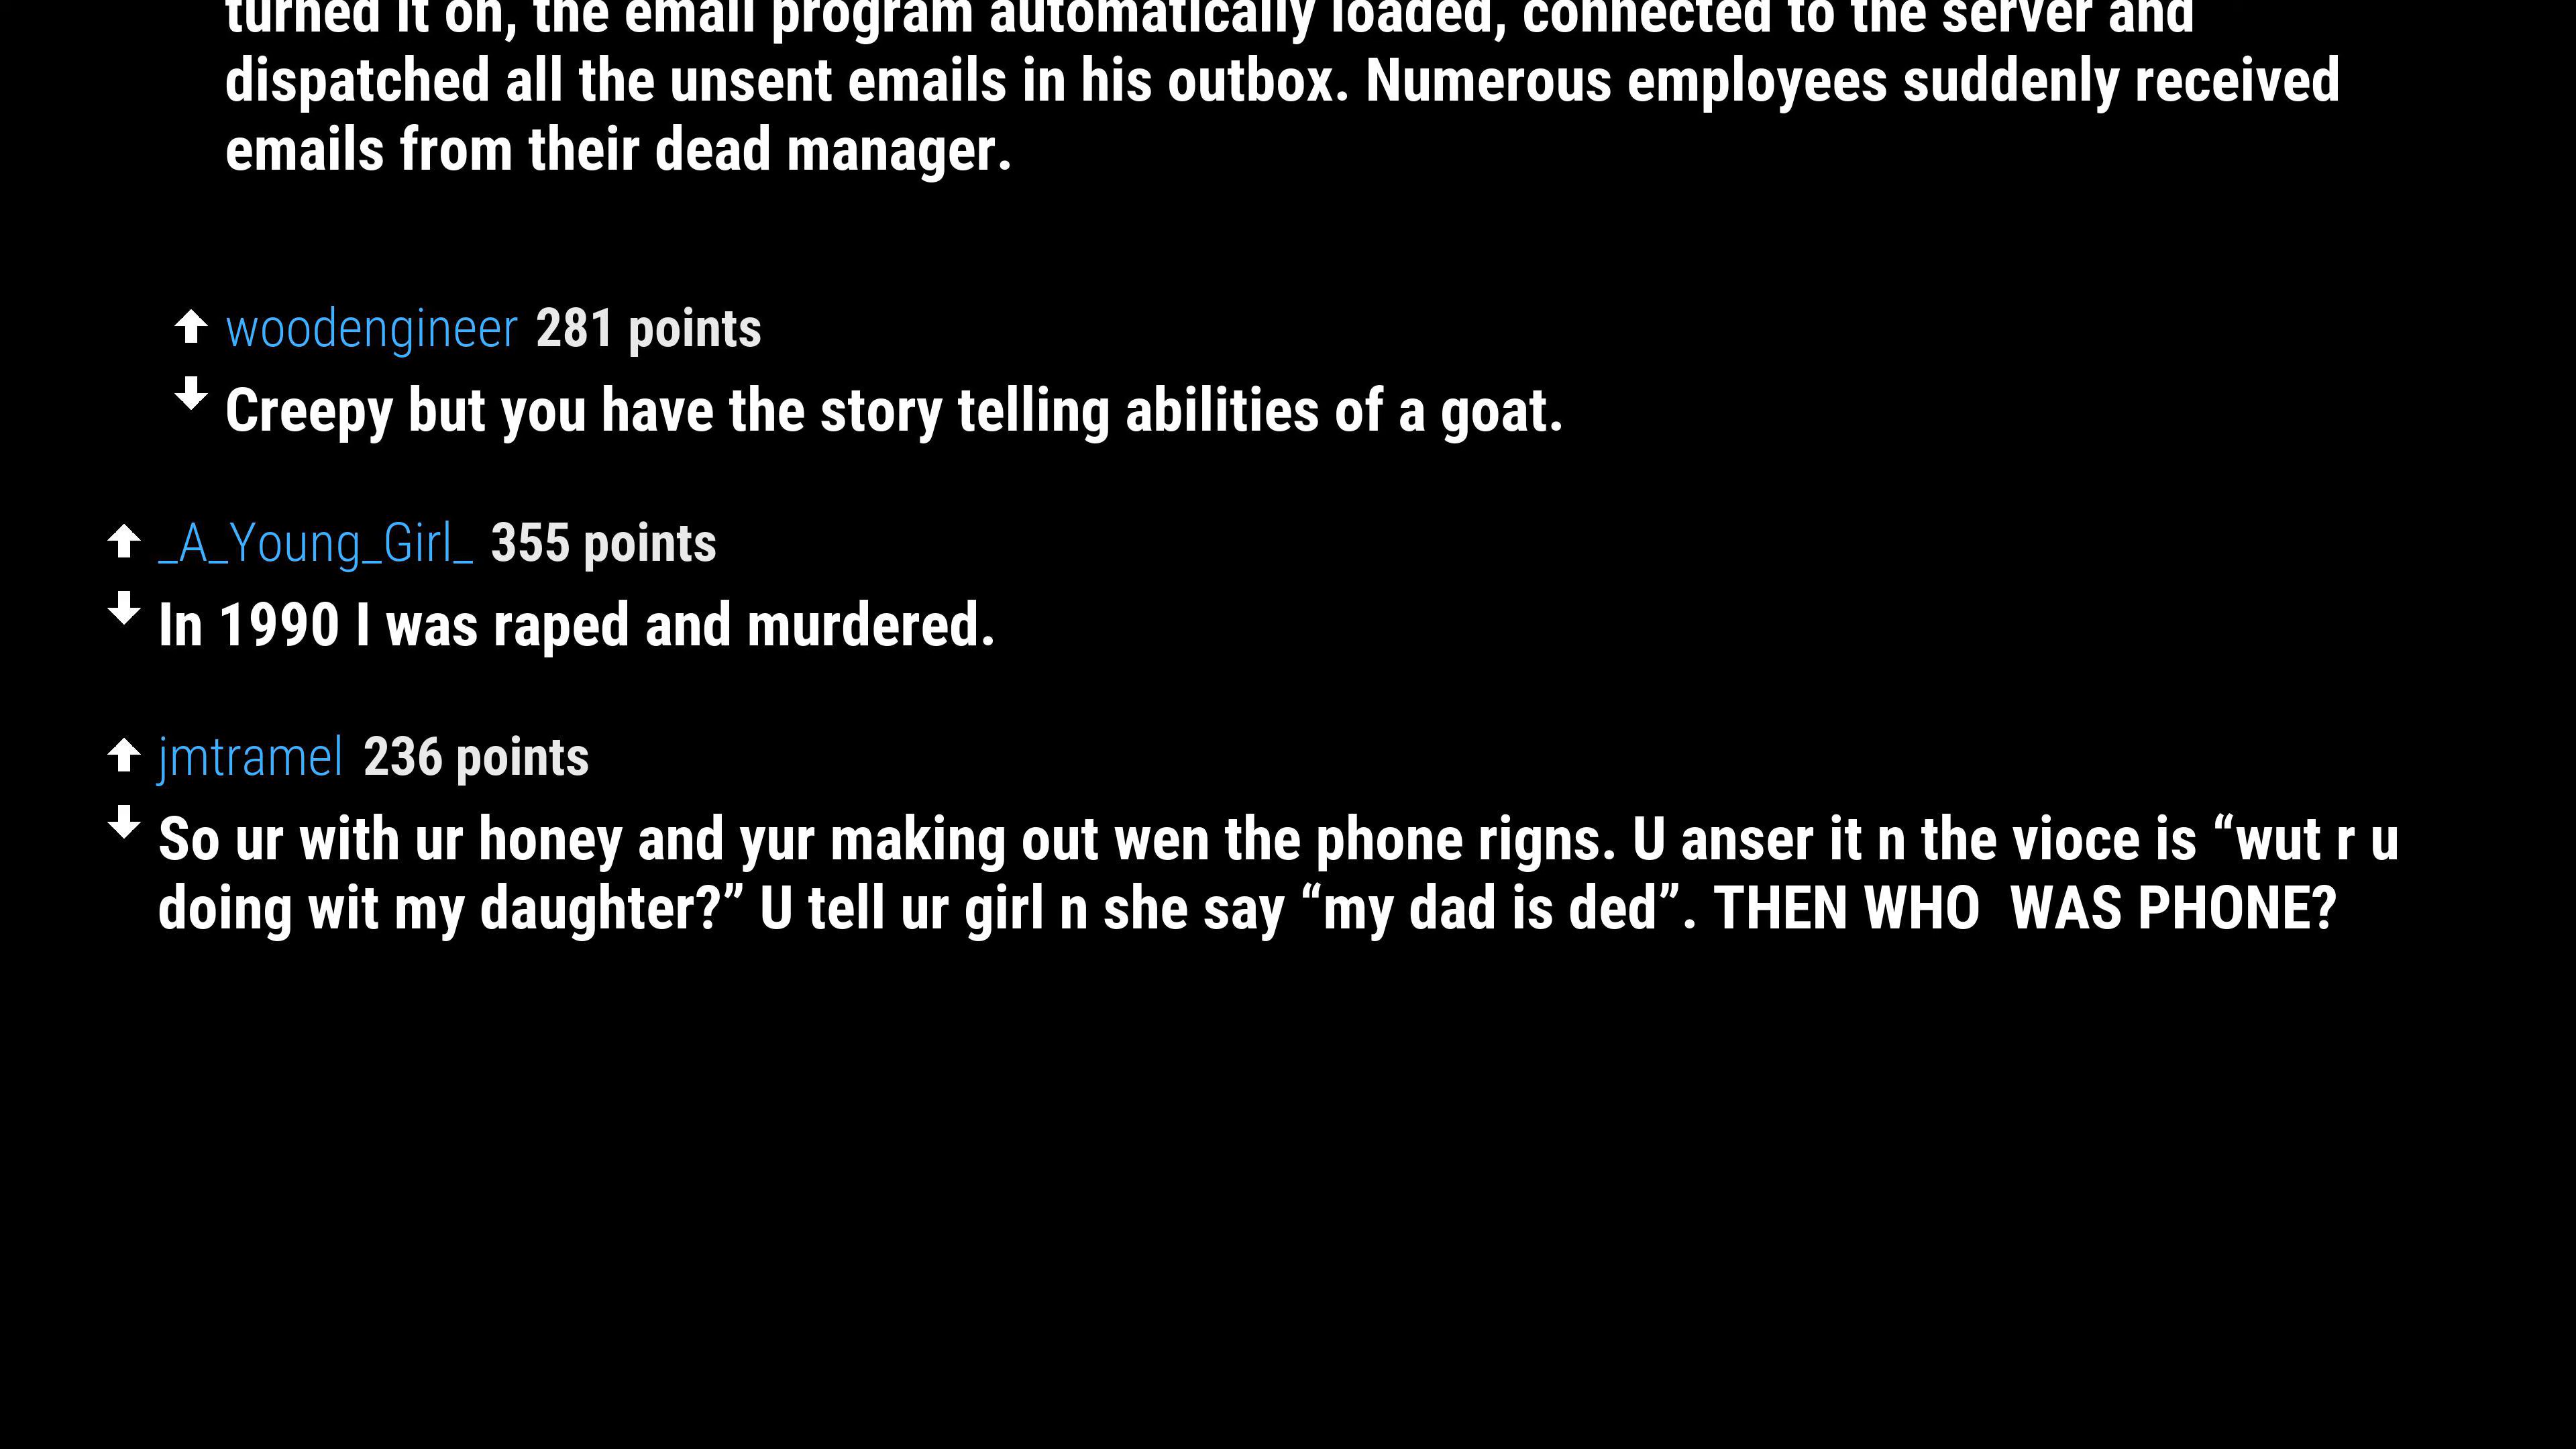 turned it on, the email program automatically loaded, connected to the server and
dispatched all the unsent emails in his outbox. Numerous employees suddenly received
emails from their dead manager.
woodengineer 281 points
Creepy but you have the story telling abilities of a goat.
_A_Young_Girl_ 355 points
In 1990 I was raped and murdered.
jmtramel 236 points
So ur with ur honey and yur making out wen the phone rigns. U anser it n the vioce is “wut r u
doing wit my daughter?” U tell ur girl n she say “my dad is ded”. THEN WHO  WAS PHONE?